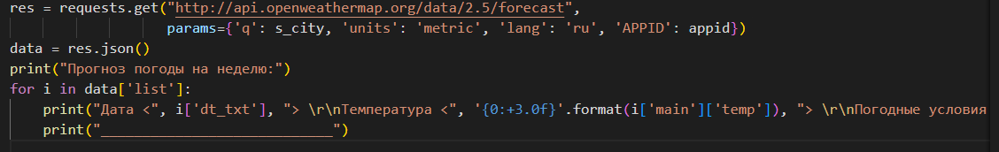 res = requests.get("http://api.openweathermap.org/data/2.5/forecast",
params={'q': s_city, 'units': 'metric', 'lang': 'ru', 'APPID': appid})
data = res.json()
print("Прогноз погоды на неделю:")
for i in data['list']:
print("Дата <", i['dt_txt'], "> \r\nТемпература <", '{0:+3.0f}'.format(i['main']['temp']), "> \r\nПогодные условия
print("____________________________")